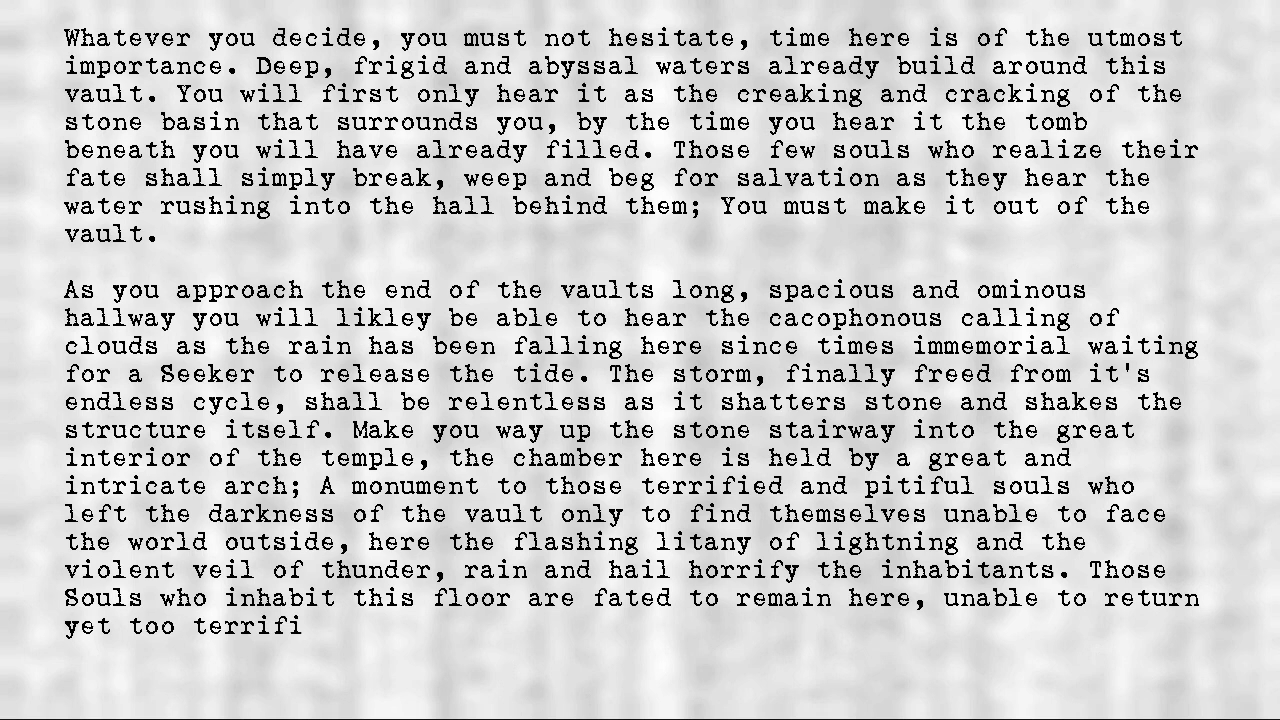 Whatever you decide, you must not hesitate, time here is of the utmost
importance. Deep, frigid and abyssal waters already build around this
vault. You will first only hear it as the creaking and cracking of the
stone basin that surrounds you, by the time you hear it the tomb
beneath you will have already filled. Those few souls who realize their
fate shall simply break, weep and beg for salvation as they hear the
water rushing into the hall behind them; You must make it out of the
vault.

As you approach the end of the vaults long, spacious and ominous
hallway you will likley be able to hear the cacophonous calling of
clouds as the rain has been falling here since times immemorial waiting
for a Seeker to release the tide. The storm, finally freed from it's
endless cycle, shall be relentless as it shatters stone and shakes the
structure itself. Make you way up the stone stairway into the great
interior of the temple, the chamber here is held by a great and
intricate arch; A monument to those terrified and pitiful souls who
left the darkness of the vault only to find themselves unable to face
the world outside, here the flashing litany of lightning and the
violent veil of thunder, rain and hail horrify the inhabitants. Those
Souls who inhabit this floor are fated to remain here, unable to return
yet too terrifi